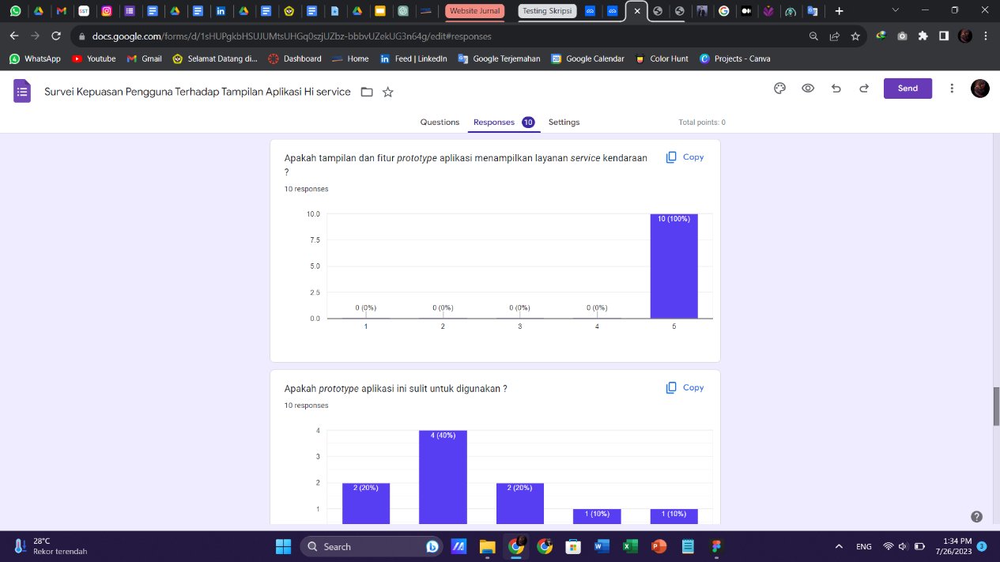 SST
Website Jurnal
Testing Skripsi
docs.google.com/forms/d/1sHUPgkbHSUJUMtsUHGq0szjUZbz-bbbvUZekUG3n64g/edit#responses
WhatsApp
Youtube
Gmail
Selamat Datang di...
Dashboard
Home
Feed | LinkedIn
Google Terjemahan
Google Calendar
Color Hunt
Projects - Canva
Survei Kepuasan Pengguna Terhadap Tampilan Aplikasi Hi service
Send
Questions
Responses 10
Settings
Total points: 0
Apakah tampilan dan fitur prototype aplikasi menampilkan layanan service kendaraan
?
Copy
10 responses
10.0
7.5
5.0
2.5
0.0
0 (0%)
0 (0%)
0 (0%)
0 (0%)
10 (100%)
1
2
3
4
5
Apakah prototype aplikasi ini sulit untuk digunakan ?
Copy
10 responses
4
3
2
1
2 (20%)
4 (40%)
2 (20%)
1 (10%)
1 (10%)
28°C
Rekor terendah
Search
ENG
1:34 PM
7/26/2023
3